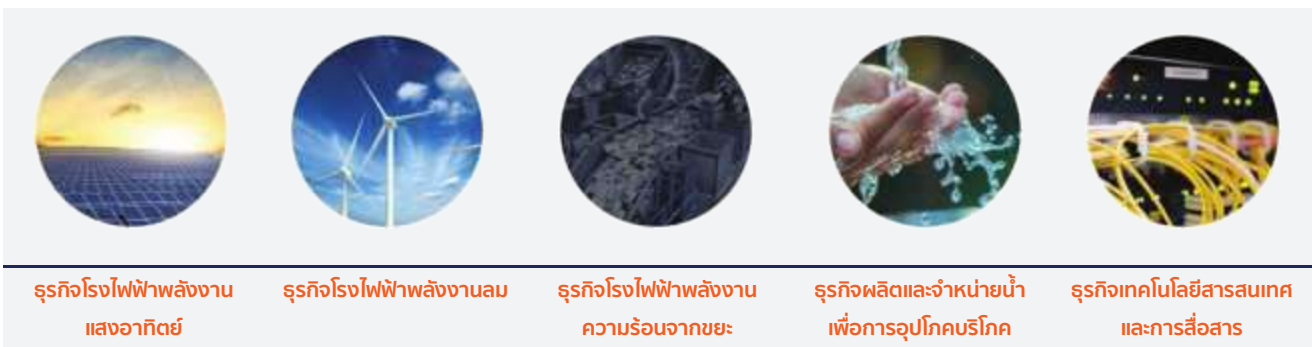 ธุรกิจโรงไฟฟ้าพลังงาน
แสงอาทิตย์
ธุรกิจโรงไฟฟ้าพลังงานลม
ธุรกิจโรงไฟฟ้าพลังงาน
ความร้อนจากขยะ
ธุรกิจผลิตและจำหน่ายน้ำ
เพื่อการอุปโภคบริโภค
ธุรกิจเทคโนโลยีสารสนเทศ
และการสื่อสาร